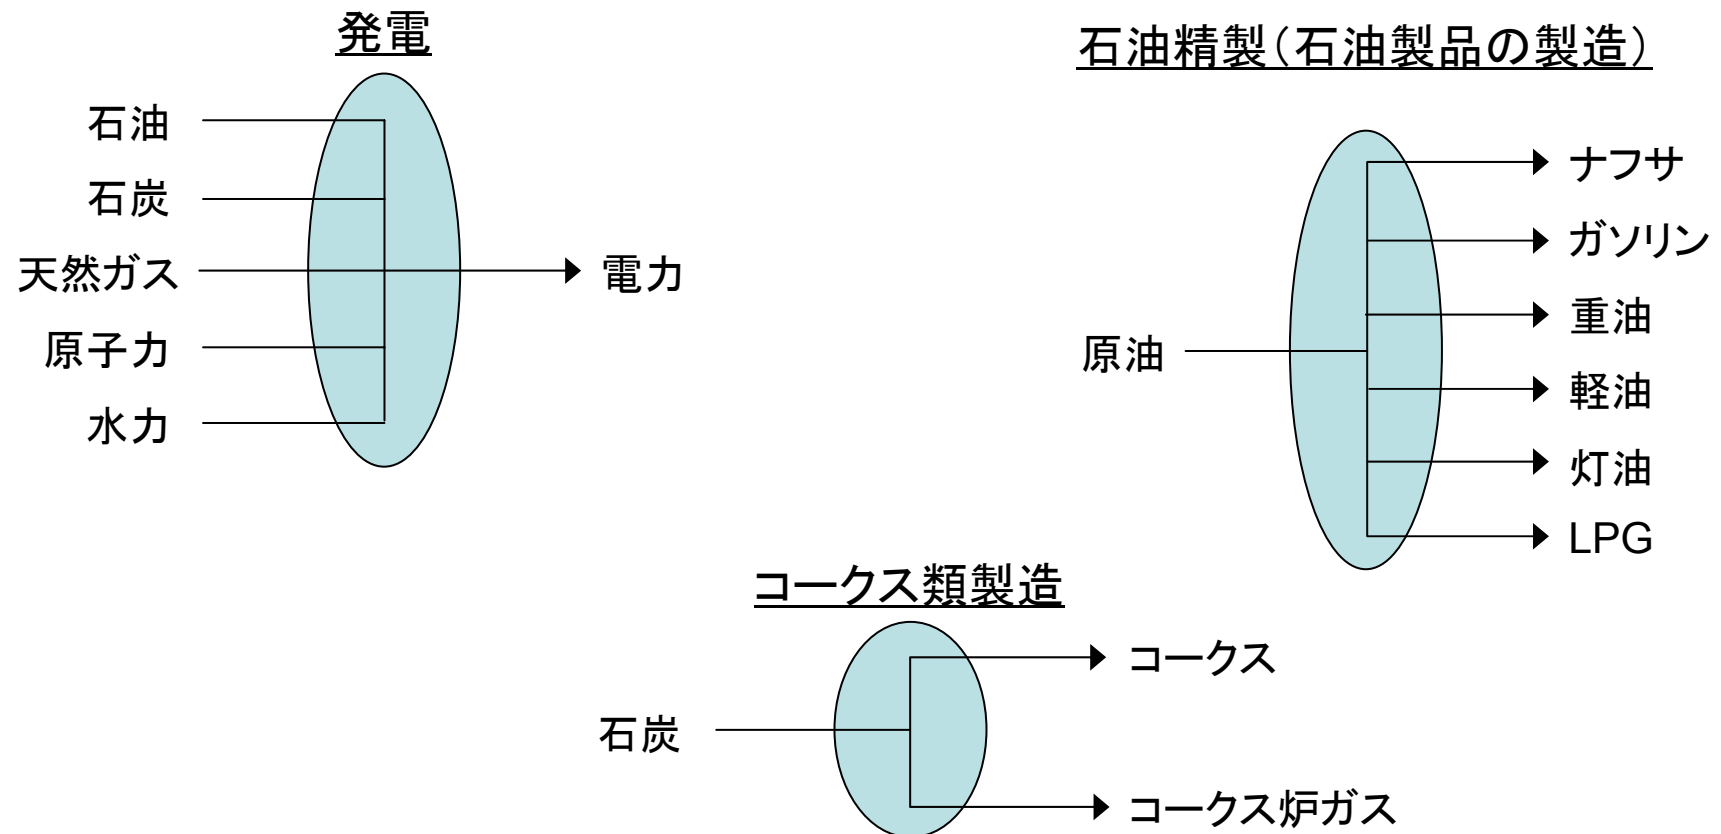 発電
石油
石炭
天然ガス
原子力
水力
電力
石油精製（石油製品の製造）
原油
ナフサ
ガソリン
重油
軽油
灯油
LPG
コークス類製造
石炭
コークス
コークス炉ガス